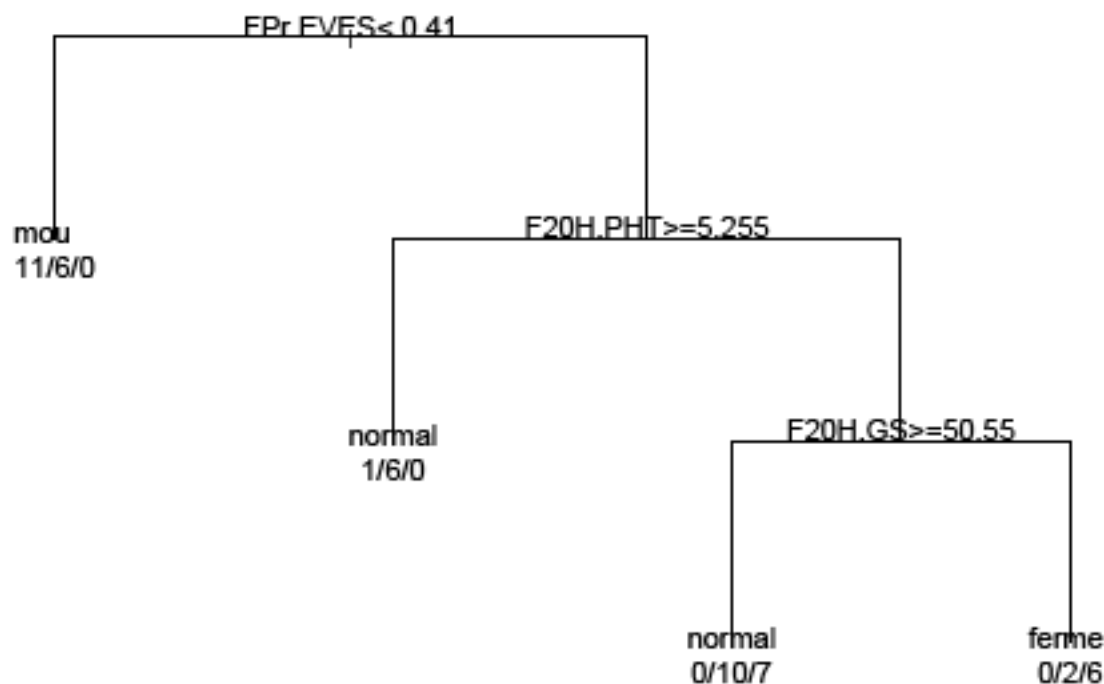 FPr.EVES< 0.41
F20H.PHT>=5.255
mou
11/6/0
F20H.GS>=50.55
normal
1/6/0
normal
0/10/7
ferme
0/2/6